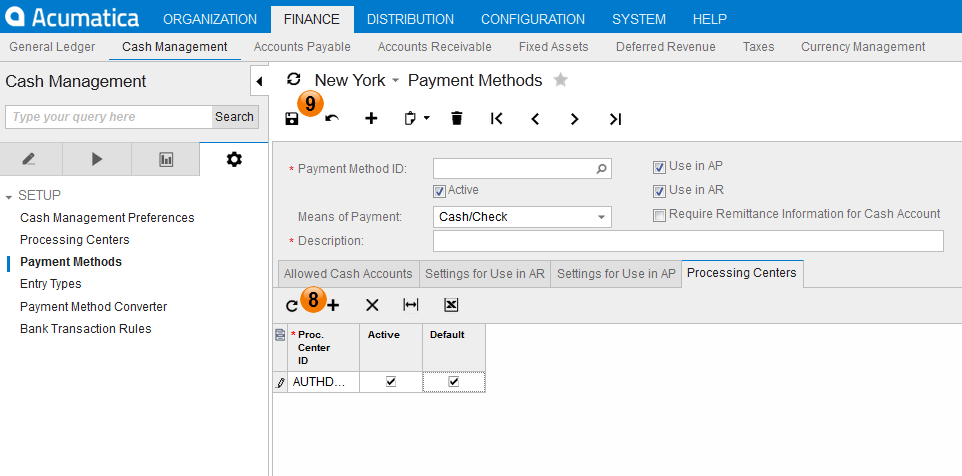 Acumatica ORGANIZATION FINANCE DISTRIBUTION CONFIGURATION SYSTEM HELP
General Ledger Cash Management Accounts Payable Accounts Receivable Fixed Assets Deferred Revenue Taxes Currency Management
Cash Management
Type your query here Search
SETUP
Cash Management Preferences
Processing Centers
Payment Methods
Entry Types
Payment Method Converter
Bank Transaction Rules
New York Payment Methods
9
* Payment Method ID:
Use in AP
Active
Use in AR
Means of Payment: Cash/Check
Require Remittance Information for Cash Account
* Description:
Allowed Cash Accounts Settings for Use in AR Settings for Use in AP Processing Centers
8
* Proc. Center ID Active Default
AUTHD...